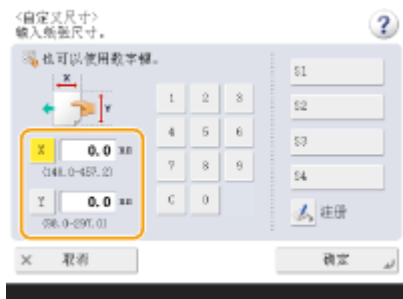 <自定义尺寸>
输入纸张尺寸。
?
也可以使用数字键。
X
Y
X 0.0 mm
(148.0-457.2)
Y 0.0 mm
(98.0-297.0)
1 2 3
4 5 6
7 8 9
C 0
S1
S2
S3
S4
注册
× 取消
确定